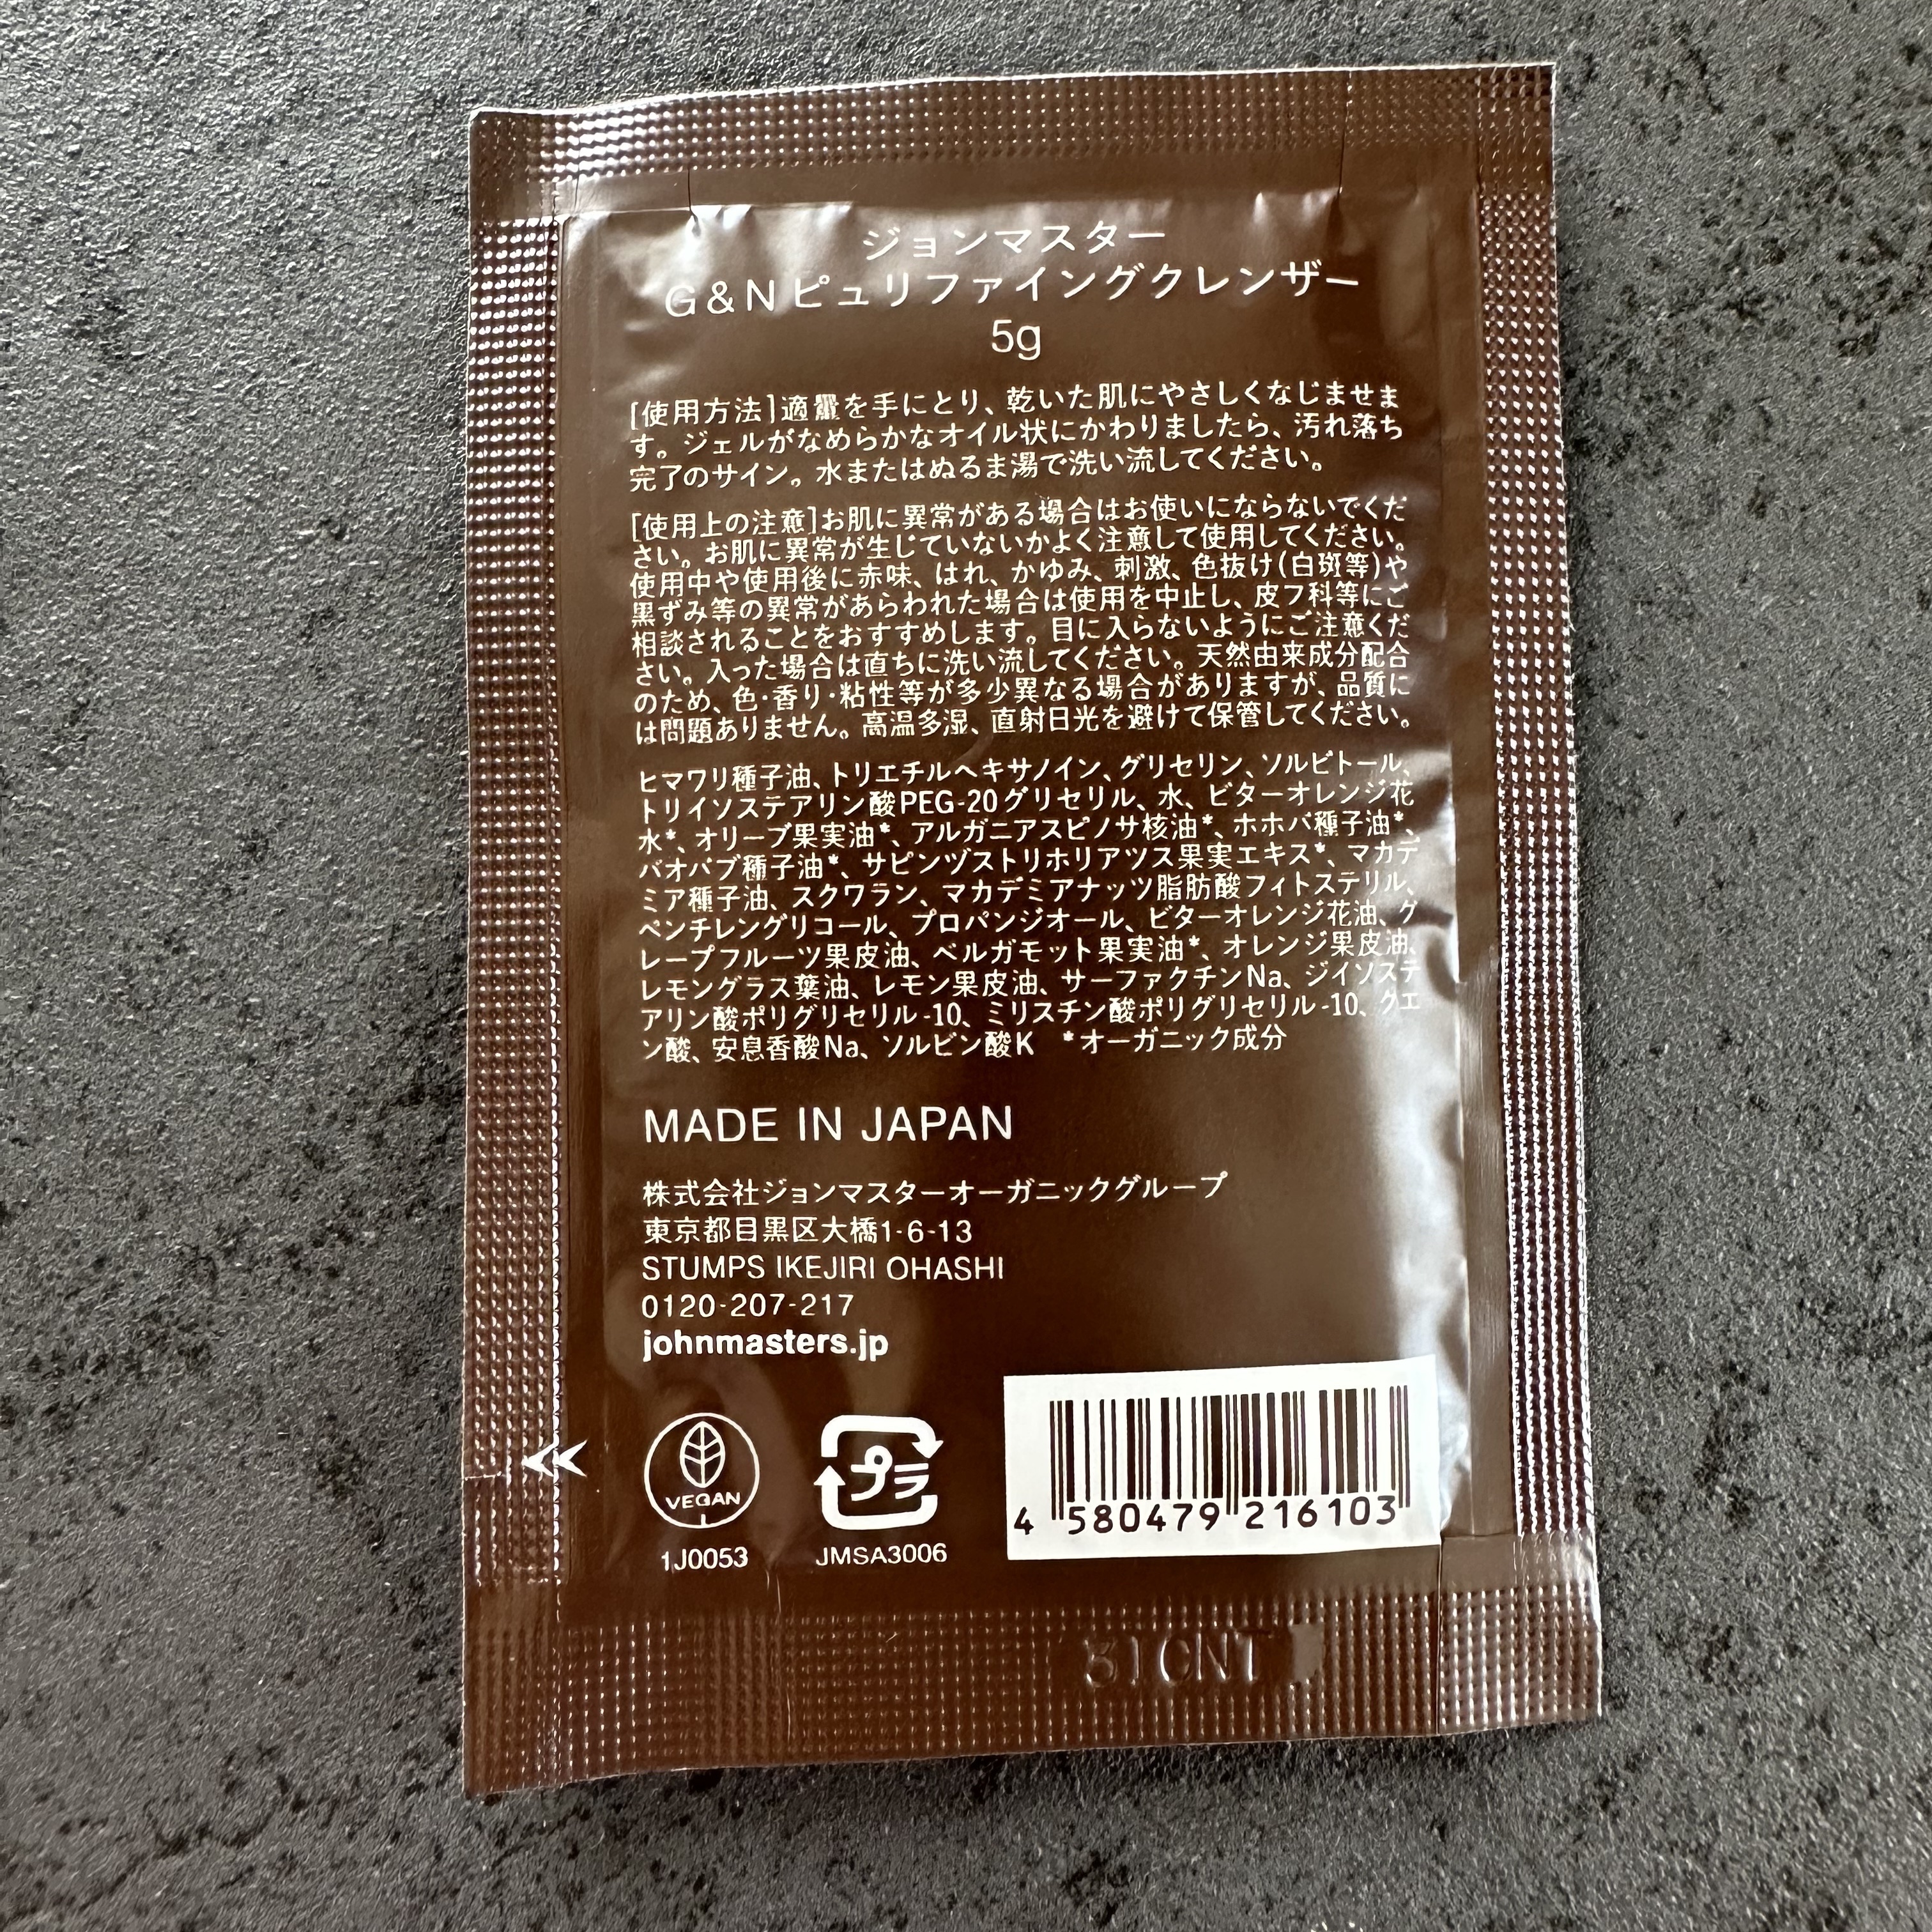 ジョンマスター
G&Nピュリファイングクレンザー
5g
[使用方法]適量を手にとり、乾いた肌にやさしくなじませま
す。ジェルがなめらかなオイル状にかわりましたら、汚れ落ち
完了のサイン。水またはぬるま湯で洗い流してください。
[使用上の注意]お肌に異常がある場合はお使いにならないでくだ
さい。お肌に異常が生じていないかよく注意して使用してください。
使用中や使用後に赤味、はれ、かゆみ、刺激、色抜け(白斑等)や
黒ずみ等の異常があらわれた場合は使用を中止し、皮フ科等にご
相談されることをおすすめします。目に入らないようにご注意くだ
さい。入った場合は直ちに洗い流してください。天然由来成分配合
のため、色・香り・粘性等が多少異なる場合がありますが、品質に
は問題ありません。高温多湿、直射日光を避けて保管してください。
ヒマワリ種子油、トリエチルヘキサノイン、グリセリン、ソルビトール、
トリイソステアリン酸PEG-20グリセリル、水、ビターオレンジ花
水*、オリーブ果実油*、アルガニアスピノサ核油*、ホホバ種子油*、
バオバブ種子油*、サピンヅストリホリアツス果実エキス*、マカデ
ミア種子油、スクワラン、マカデミアナッツ脂肪酸フィトステリル、
ペンチレングリコール、プロパンジオール、ビターオレンジ花油、グ
レープフルーツ果皮油、ベルガモット果実油*、オレンジ果皮油、
レモングラス葉油、レモン果皮油、サーファクチンNa、ジイソステ
アリン酸ポリグリセリル-10、ミリスチン酸ポリグリセリル-10、クエ
ン酸、安息香酸Na、ソルビン酸K *オーガニック成分
MADE IN JAPAN
株式会社ジョンマスターオーガニックグループ
東京都目黒区大橋1-6-13
STUMPS IKEJIRI OHASHI
0120-207-217
johnmasters.jp
VEGAN
プラ
1J0053
JMSA3006
4 580479 216103